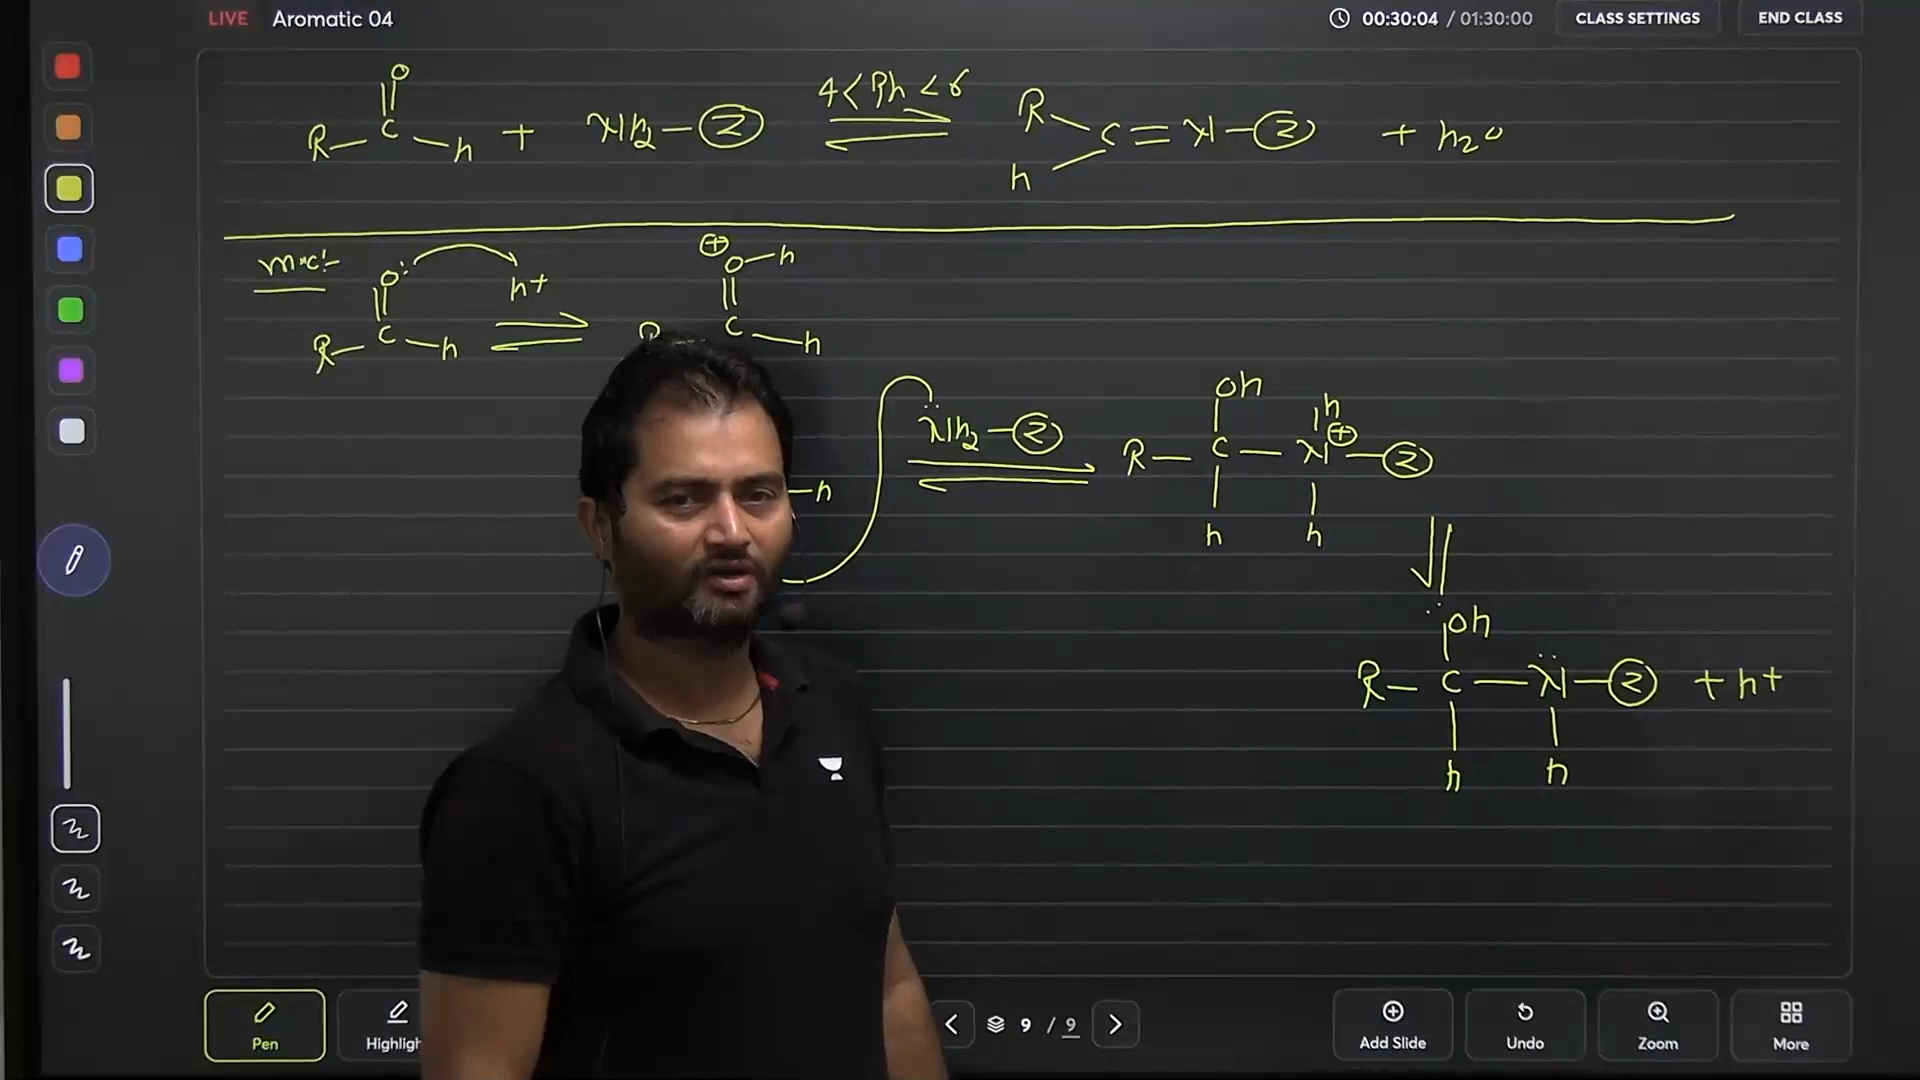 LIVE Aromatic 04 00:30:04 / 01:30:00 CLASS SETTINGS END CLASS
O
R—C—H + NH2—Z 4<Ph<6 R
H C=N—Z + H2O
mec:-
O: H+
R—C—H
⊕
O—H
R C—H
—H
NH2—Z
OH
H
R—C—N⊕—Z
H H
OH
R—C—N—Z + H+
H H
Pen
9 / 9
Add Slide Undo Zoom More